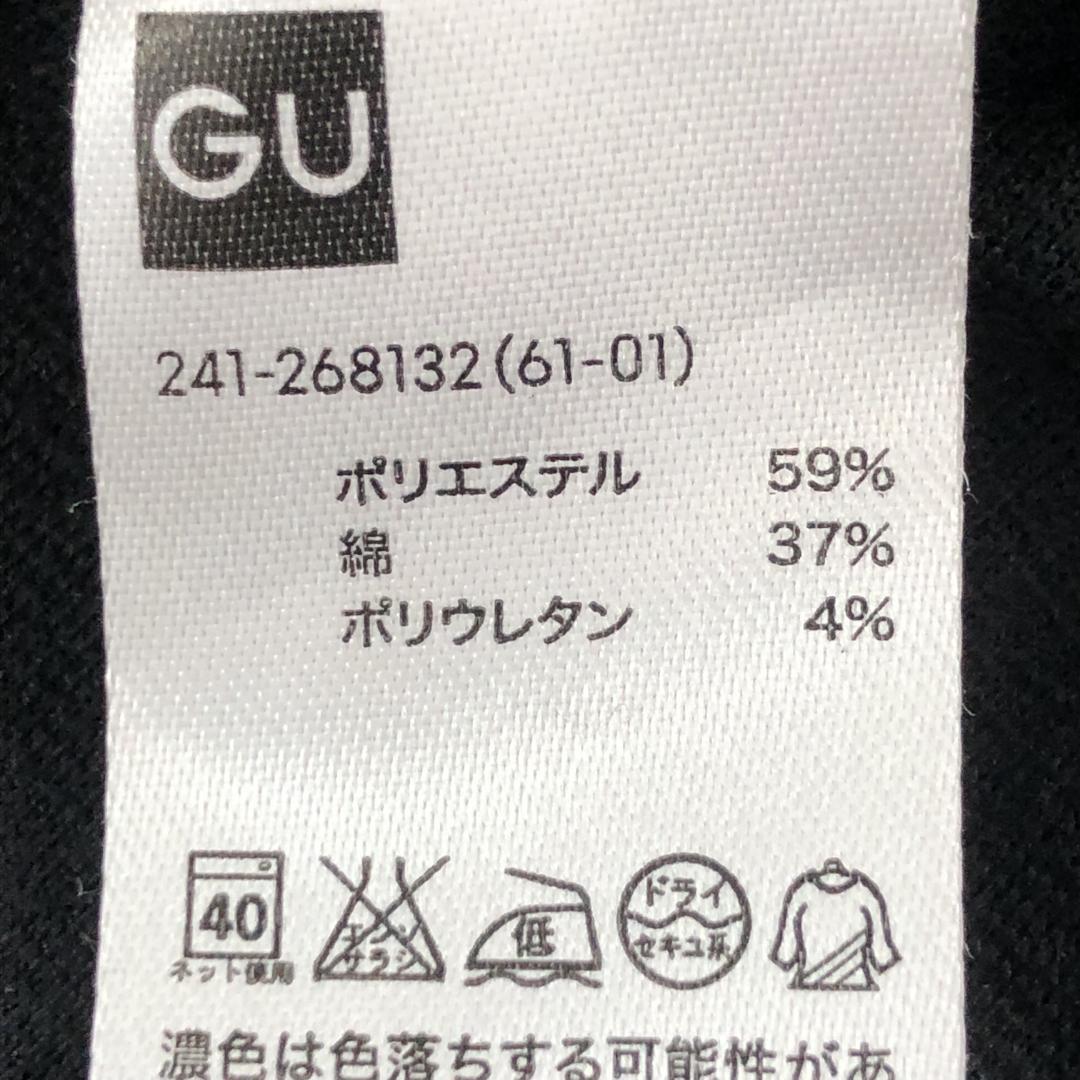 GU
241-268132(61-01)
ポリエステル 59%
綿 37%
ポリウレタン 4%
40
ネット使用
エンソ
サラシ
低
ドライ
セキユ系
濃色は色落ちする可能性があ